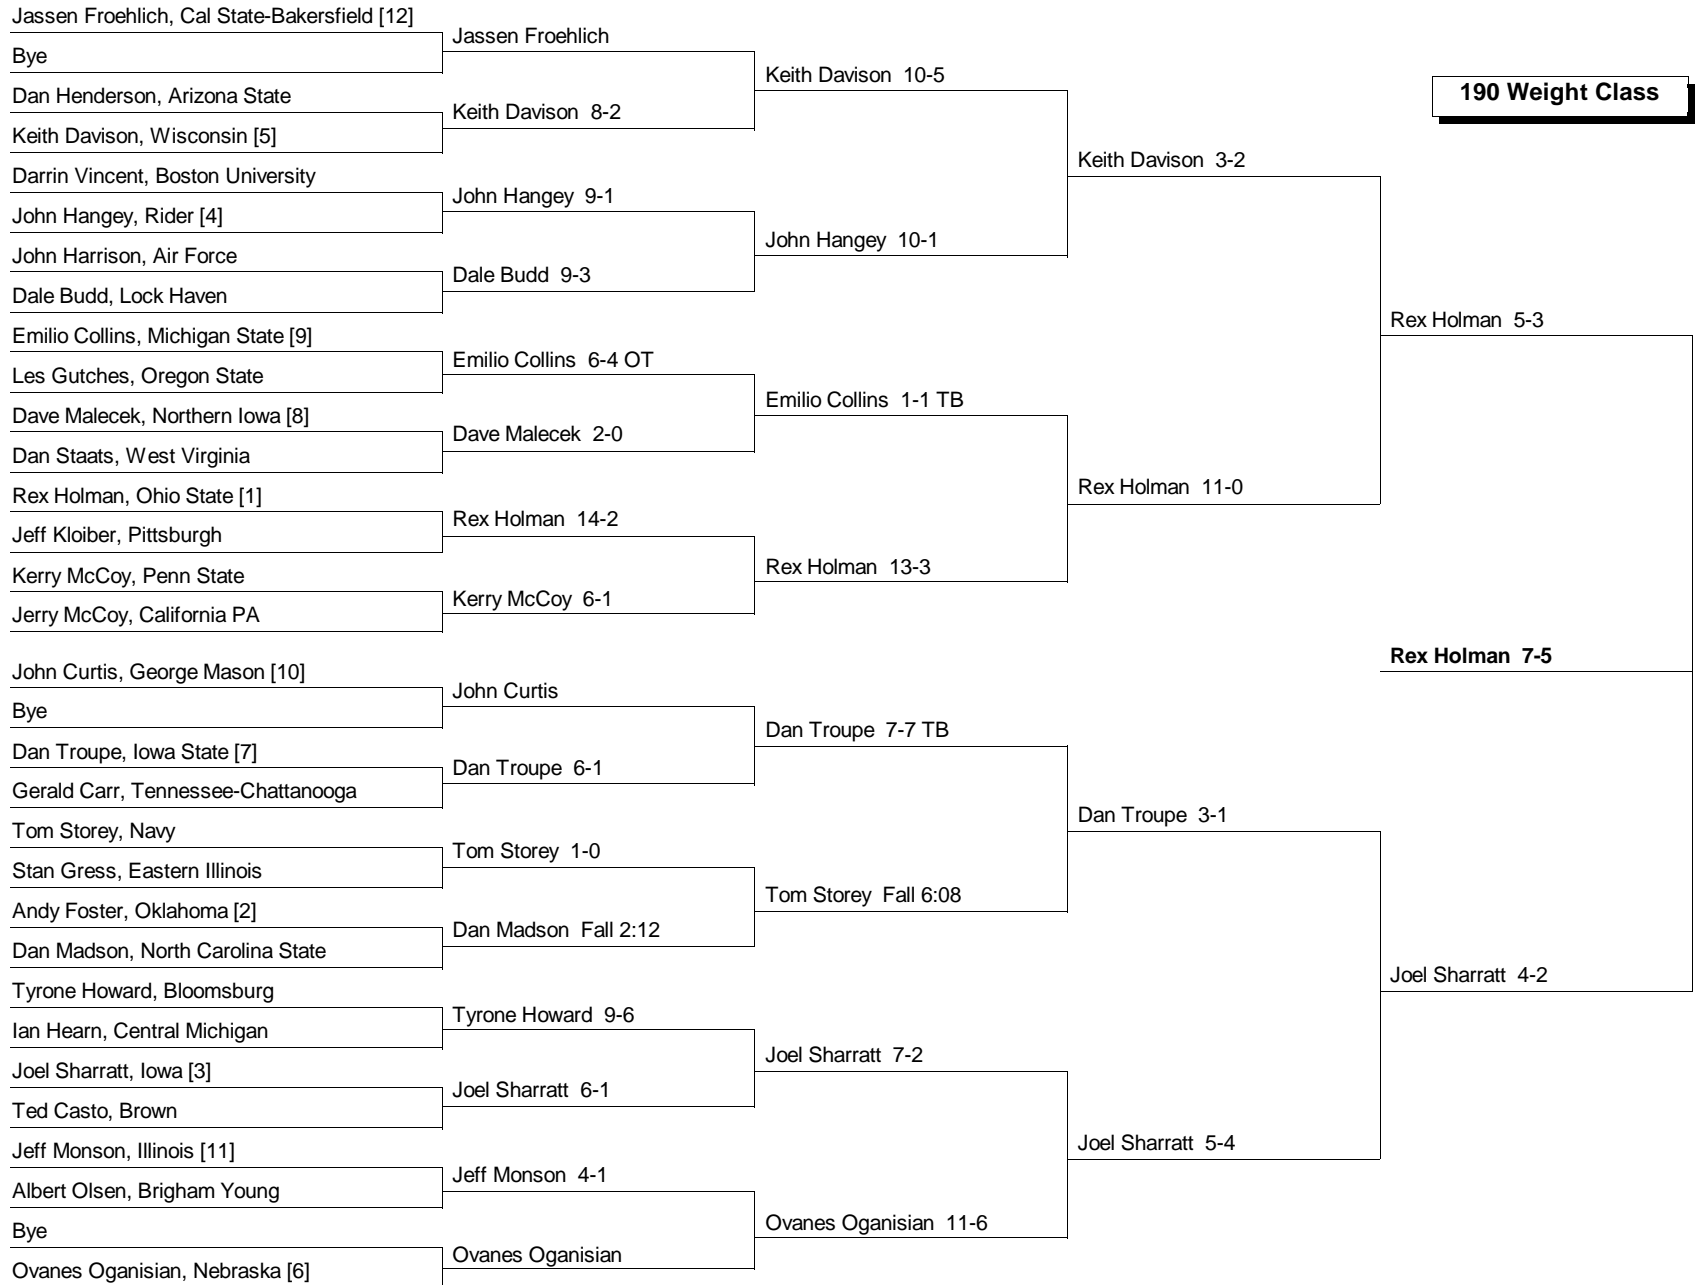 Jassen Froehlich, Cal State-Bakersfield [12]
Bye
Dan Henderson, Arizona State
Keith Davison, Wisconsin [5]
Darrin Vincent, Boston University
John Hangey, Rider [4]
John Harrison, Air Force
Dale Budd, Lock Haven
Emilio Collins, Michigan State [9]
Les Gutches, Oregon State
Dave Malecek, Northern Iowa [8]
Dan Staats, West Virginia
Rex Holman, Ohio State [1]
Jeff Kloiber, Pittsburgh
Kerry McCoy, Penn State
Jerry McCoy, California PA
John Curtis, George Mason [10]
Bye
Dan Troupe, Iowa State [7]
Gerald Carr, Tennessee-Chattanooga
Tom Storey, Navy
Stan Gress, Eastern Illinois
Andy Foster, Oklahoma [2]
Dan Madson, North Carolina State
Tyrone Howard, Bloomsburg
Ian Hearn, Central Michigan
Joel Sharratt, Iowa [3]
Ted Casto, Brown
Jeff Monson, Illinois [11]
Albert Olsen, Brigham Young
Bye
Ovanes Oganisian, Nebraska [6]
Jassen Froehlich
Keith Davison 8-2
John Hangey 9-1
Dale Budd 9-3
Emilio Collins 6-4 OT
Dave Malecek 2-0
Rex Holman 14-2
Kerry McCoy 6-1
John Curtis
Dan Troupe 6-1
Tom Storey 1-0
Dan Madson Fall 2:12
Tyrone Howard 9-6
Joel Sharratt 6-1
Jeff Monson 4-1
Ovanes Oganisian
Keith Davison 10-5
John Hangey 10-1
Emilio Collins 1-1 TB
Rex Holman 13-3
Dan Troupe 7-7 TB
Tom Storey Fall 6:08
Joel Sharratt 7-2
Ovanes Oganisian 11-6
Keith Davison 3-2
Rex Holman 11-0
Dan Troupe 3-1
Joel Sharratt 5-4
190 Weight Class
Rex Holman 5-3
Rex Holman 7-5
Joel Sharratt 4-2